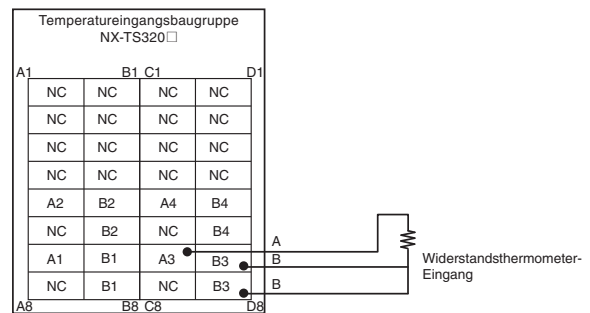 Temperatureingangsbaugruppe
NX-TS320□
A1 B1 C1 D1
NC NC NC NC
NC NC NC NC
NC NC NC NC
NC NC NC NC
A2 B2 A4 B4
NC B2 NC B4
A1 B1 A3 B3
NC B1 NC B3
A8 B8 C8 D8
A
B
B
Widerstandsthermometer-
Eingang